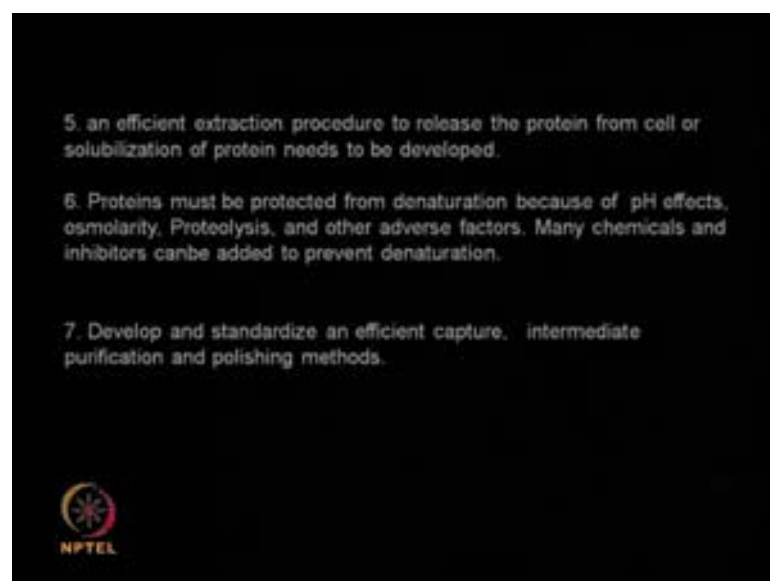 5. an efficient extraction procedure to release the protein from cell or
solubilization of protein needs to be developed.
6. Proteins must be protected from denaturation because of pH effects,
osmolarity, Proteolysis, and other adverse factors. Many chemicals and
inhibitors canbe added to prevent denaturation.
7. Develop and standardize an efficient capture, intermediate
purification and polishing methods.
NPTEL